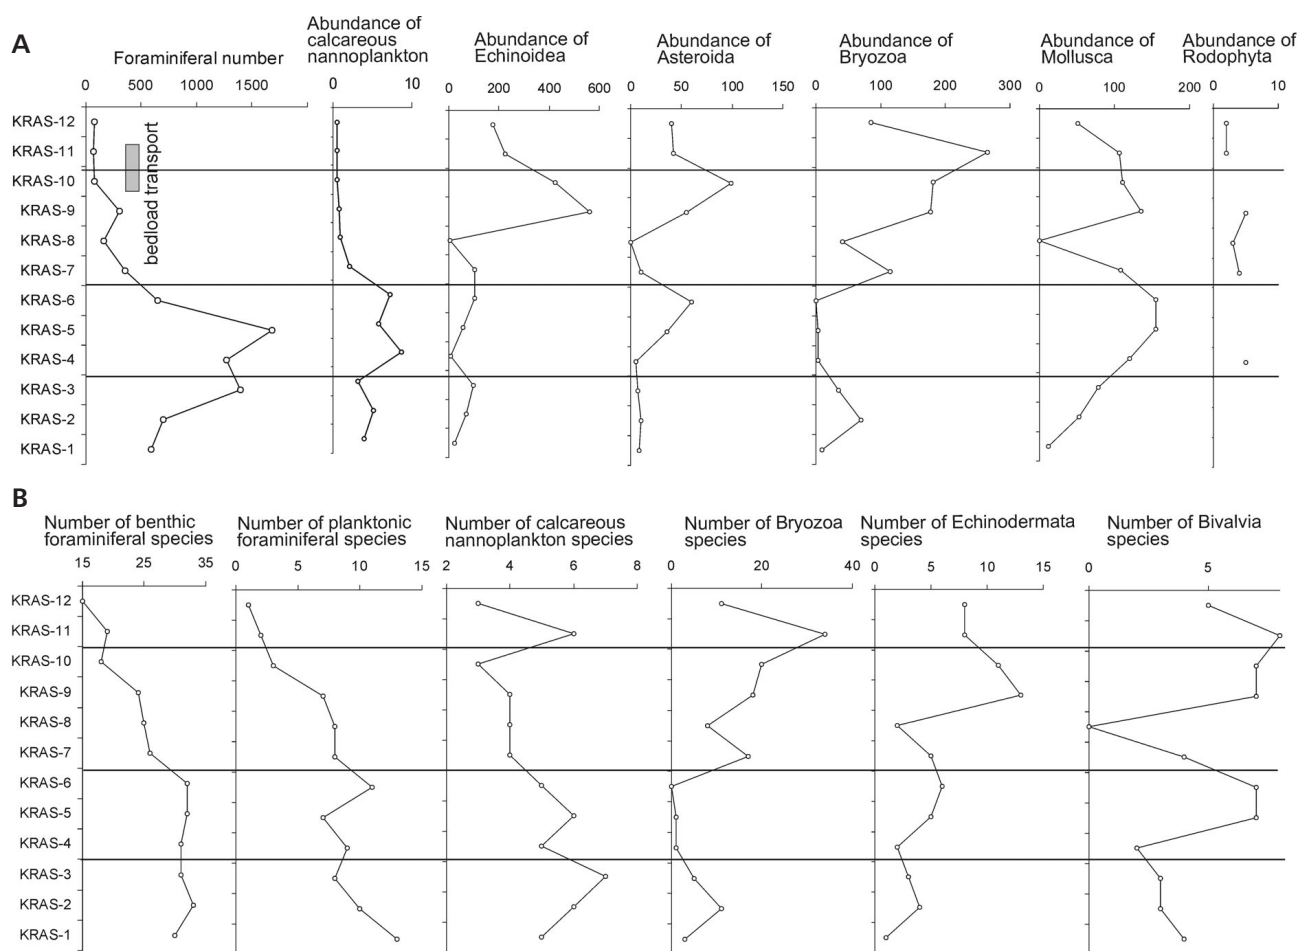 A
Foraminiferal number
0 500 1000 1500
Abundance of
calcareous
nannoplankton
0 10
Abundance of
Echinoidea
0 200 400 600
Abundance of
Asteroida
0 50 100 150
Abundance of
Bryozoa
0 100 200 300
Abundance of
Mollusca
0 100 200
Abundance of
Rodophyta
0 10
KRAS-12
KRAS-11
KRAS-10
KRAS-9
KRAS-8
KRAS-7
KRAS-6
KRAS-5
KRAS-4
KRAS-3
KRAS-2
KRAS-1
bedload transport
B
Number of benthic
foraminiferal species
15 25 35
Number of planktonic
foraminiferal species
0 5 10 15
Number of calcareous
nannoplankton species
2 4 6 8
Number of Bryozoa
species
0 20 40
Number of Echinodermata
species
0 5 10 15
Number of Bivalvia
species
0 5
KRAS-12
KRAS-11
KRAS-10
KRAS-9
KRAS-8
KRAS-7
KRAS-6
KRAS-5
KRAS-4
KRAS-3
KRAS-2
KRAS-1